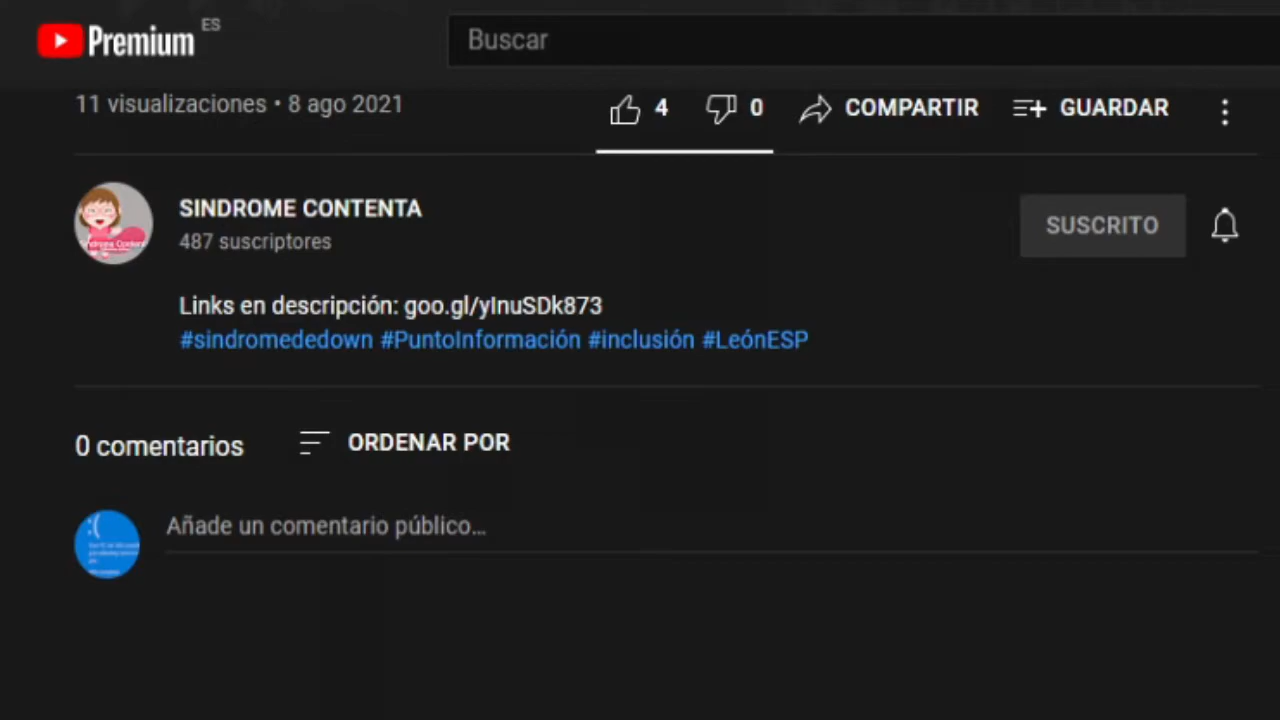 Premium ES
Buscar
11 visualizaciones • 8 ago 2021
4
0
COMPARTIR
GUARDAR
SINDROME CONTENTA
487 suscriptores
SUSCRITO
Links en descripción: goo.gl/yInuSDk873
#sindromededown #PuntoInformación #inclusión #LeónESP
0 comentarios
ORDENAR POR
:(
Añade un comentario público...